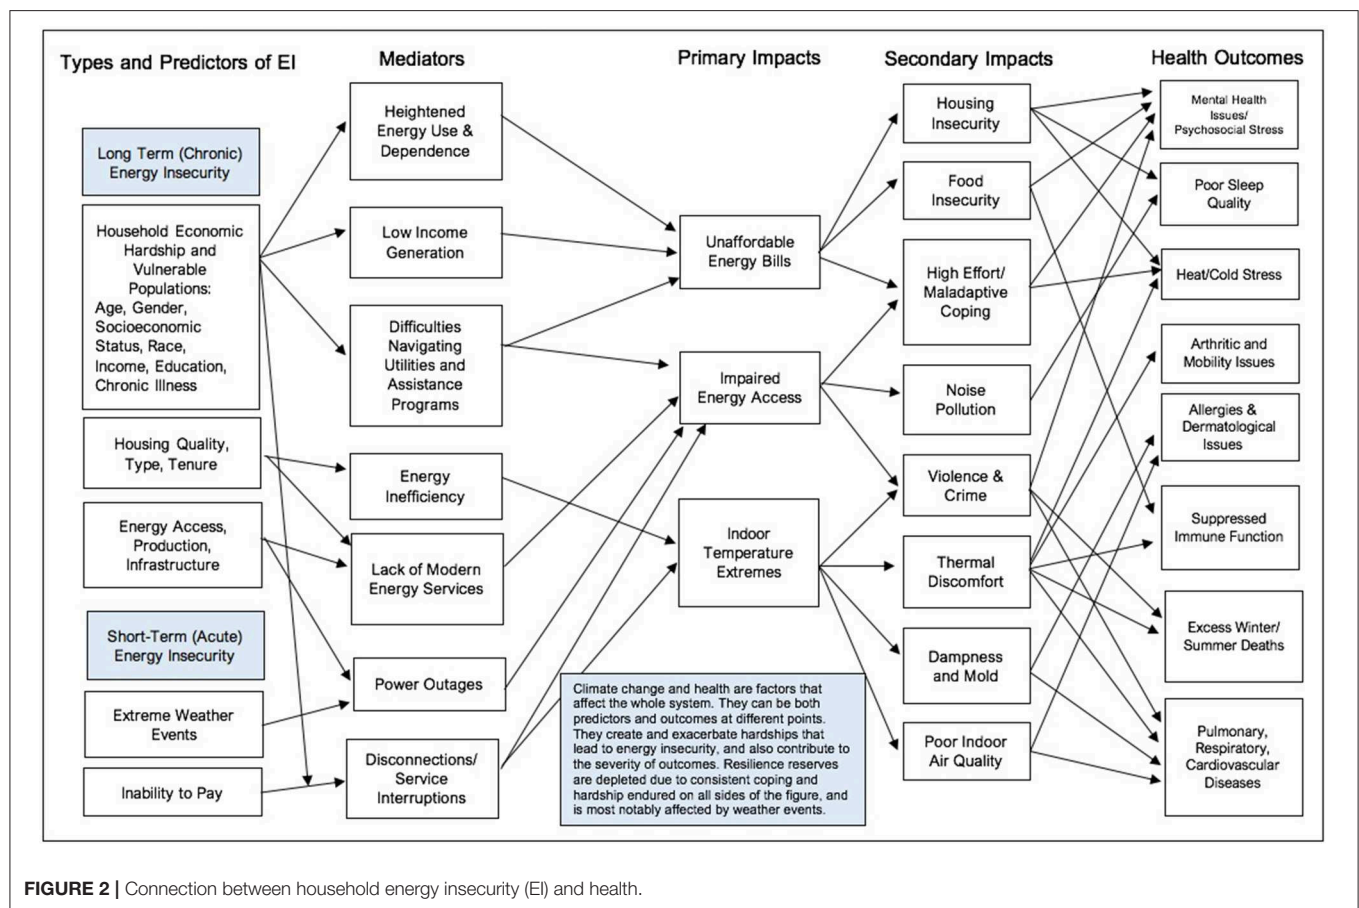 Types and Predictors of EI
Mediators
Primary Impacts
Secondary Impacts
Health Outcomes
Long Term (Chronic)
Energy Insecurity
Household Economic
Hardship and
Vulnerable
Populations:
Age, Gender,
Socioeconomic
Status, Race,
Income, Education,
Chronic Illness
Housing Quality,
Type, Tenure
Energy Access,
Production,
Infrastructure
Short-Term (Acute)
Energy Insecurity
Extreme Weather
Events
Inability to Pay
Heightened
Energy Use &
Dependence
Low Income
Generation
Difficulties
Navigating
Utilities and
Assistance
Programs
Energy
Inefficiency
Lack of Modern
Energy Services
Power Outages
Disconnections/
Service
Interruptions
Unaffordable
Energy Bills
Impaired
Energy Access
Indoor
Temperature
Extremes
Climate change and health are factors that
affect the whole system. They can be both
predictors and outcomes at different points.
They create and exacerbate hardships that
lead to energy insecurity, and also contribute to
the severity of outcomes. Resilience reserves
are depleted due to consistent coping and
hardship endured on all sides of the figure, and
is most notably affected by weather events.
Housing
Insecurity
Food
Insecurity
High Effort/
Maladaptive
Coping
Noise
Pollution
Violence &
Crime
Thermal
Discomfort
Dampness
and Mold
Poor Indoor
Air Quality
Mental Health
Issues/
Psychosocial Stress
Poor Sleep
Quality
Heat/Cold Stress
Arthritic and
Mobility Issues
Allergies &
Dermatological
Issues
Suppressed
Immune Function
Excess Winter/
Summer Deaths
Pulmonary,
Respiratory,
Cardiovascular
Diseases
FIGURE 2 | Connection between household energy insecurity (EI) and health.